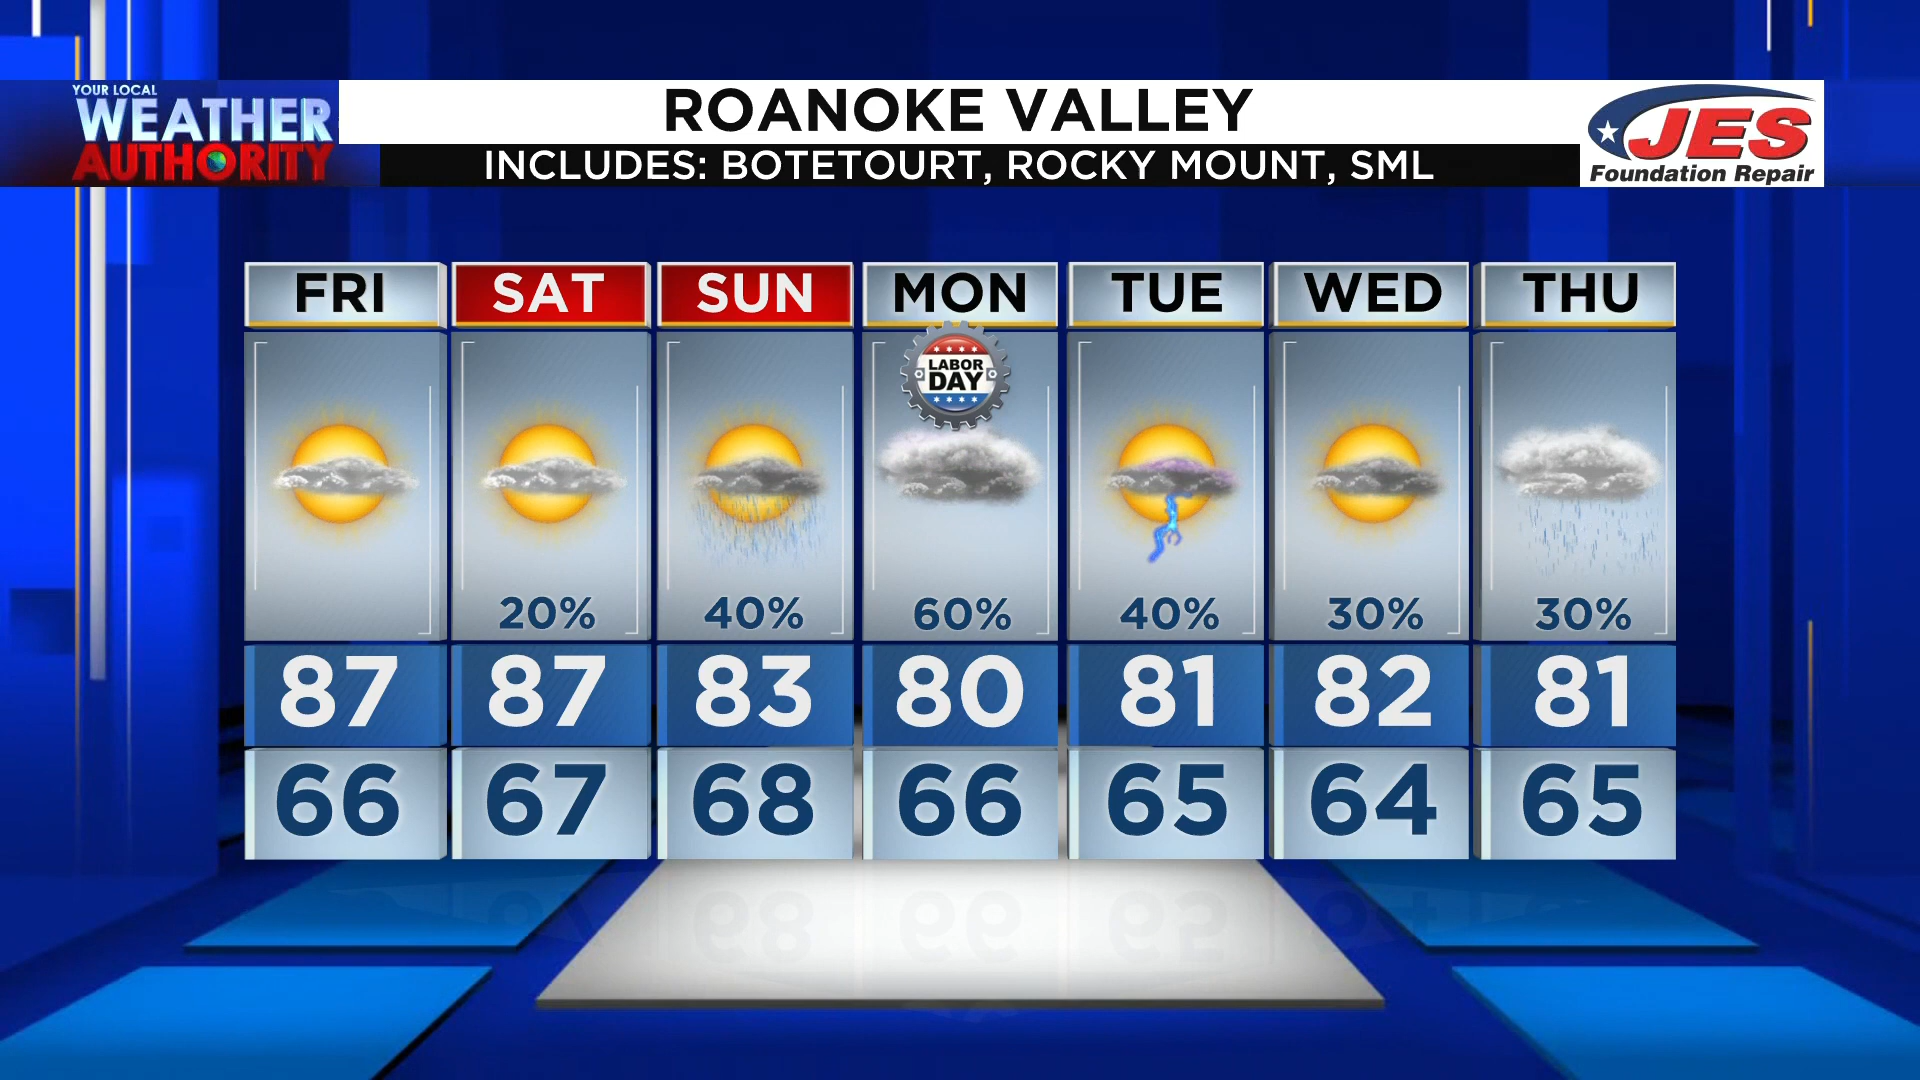 YOUR LOCAL
WEATHER
AUTHORITY
ROANOKE VALLEY
INCLUDES: BOTETOURT, ROCKY MOUNT, SML
JES
Foundation Repair
FRI SAT SUN MON TUE WED THU
LABOR
DAY
20% 40% 60% 40% 30% 30%
87 87 83 80 81 82 81
66 67 68 66 65 64 65